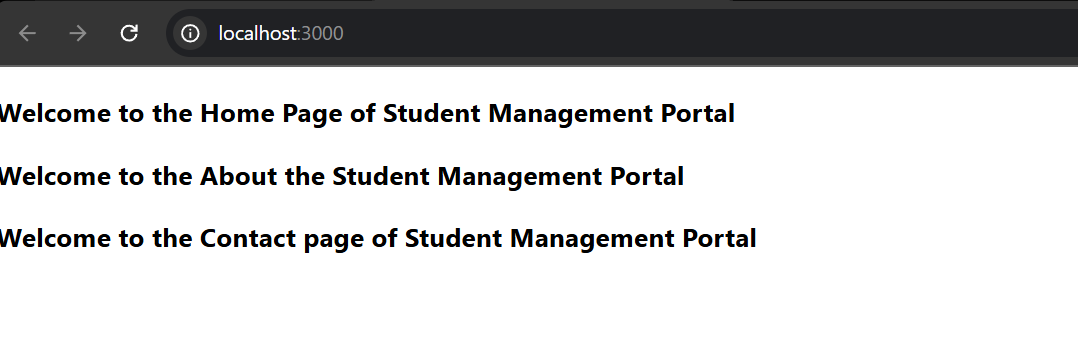 localhost:3000
Welcome to the Home Page of Student Management Portal
Welcome to the About the Student Management Portal
Welcome to the Contact page of Student Management Portal